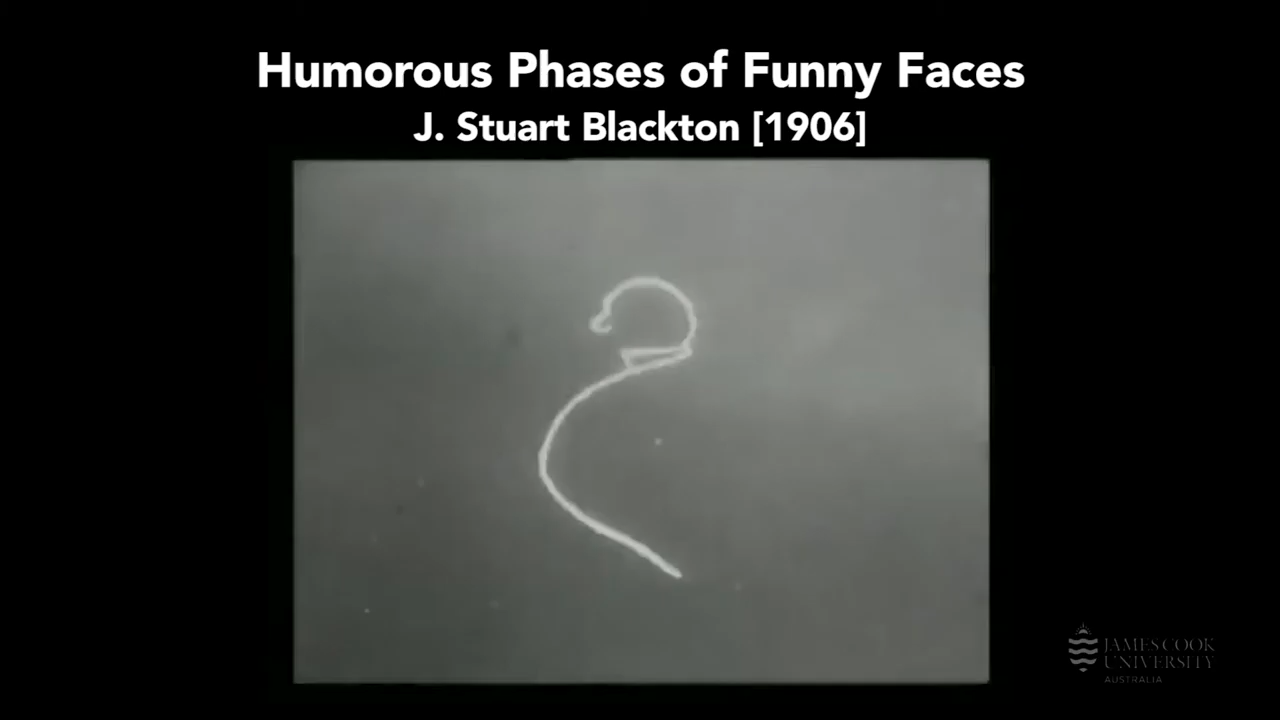 Humorous Phases of Funny Faces
J. Stuart Blackton [1906]
JAMES COOK
UNIVERSITY
AUSTRALIA